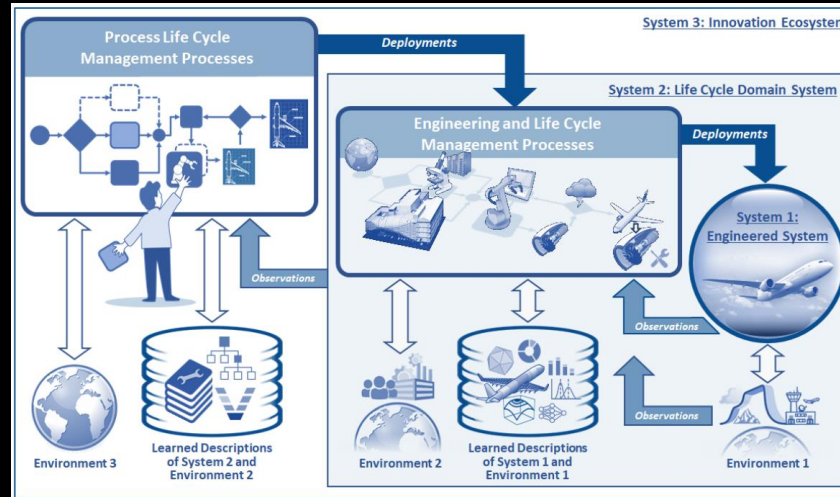 System 3: Innovation Ecosystem
Process Life Cycle
Management Processes
Deployments
System 2: Life Cycle Domain System
Engineering and Life Cycle
Management Processes
Deployments
System 1:
Engineered System
Observations
Observations
Observations
Environment 3
Learned Descriptions
of System 2 and
Environment 2
Environment 2
Learned Descriptions
of System 1 and
Environment 1
Environment 1